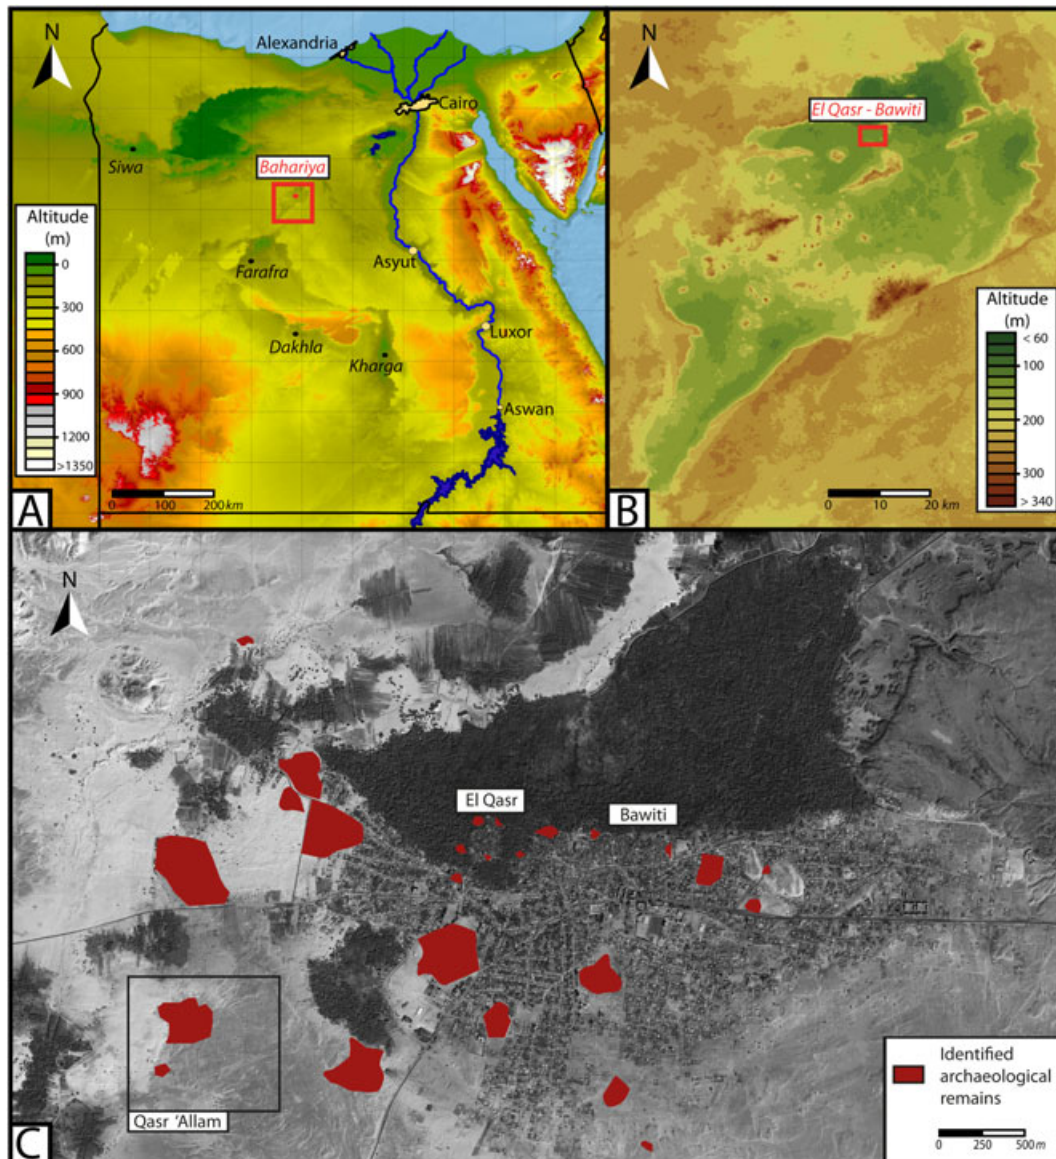 N
Alexandria
Cairo
Siwa
Bahariya
Altitude
(m)
0
300
600
900
1200
>1350
Farafra
Asyut
Dakhla
Kharga
Luxor
Aswan
0 100 200 km
A
N
El Qasr - Bawiti
Altitude
(m)
< 60
100
200
300
> 340
0 10 20 km
B
N
El Qasr
Bawiti
Qasr 'Allam
Identified
archaeological
remains
0 250 500 m
C